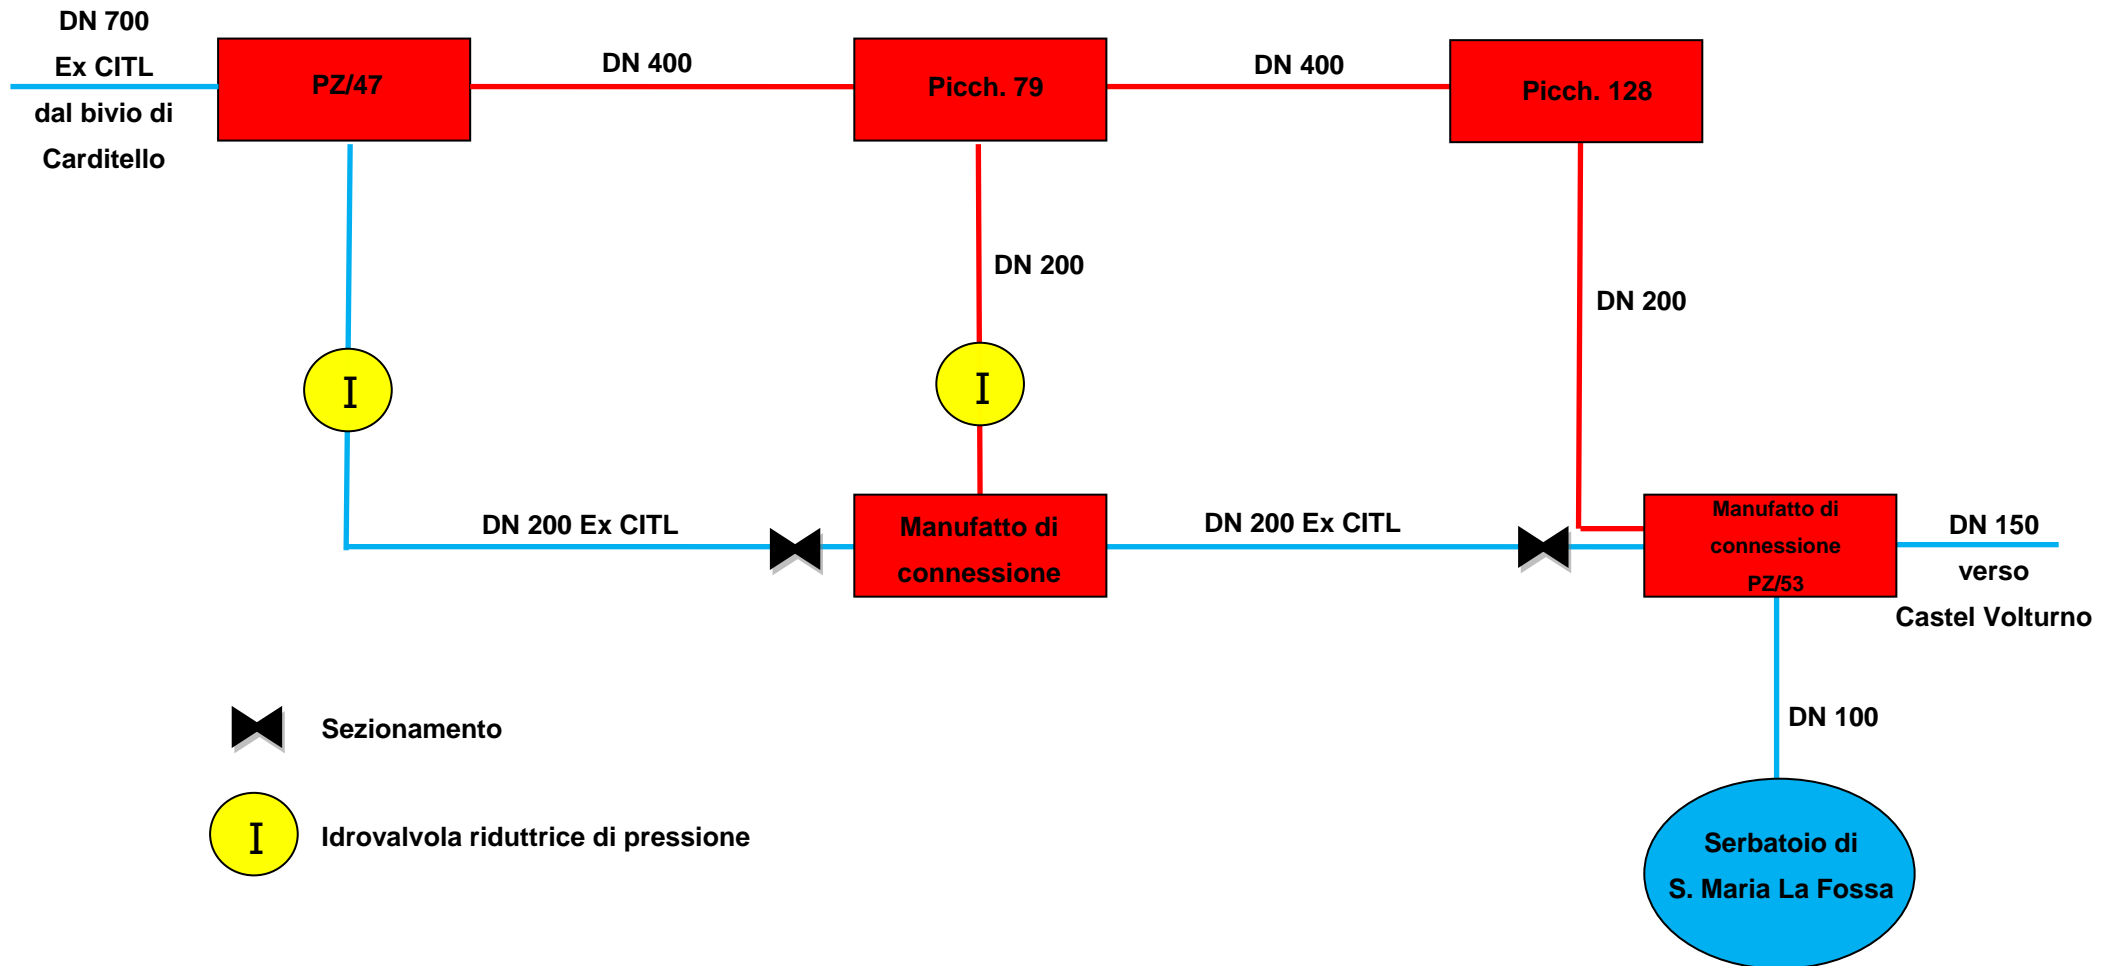 DN 700
Ex CITL
dal bivio di
Carditello
PZ/47
DN 400
Picch. 79
DN 400
Picch. 128
DN 200
DN 200
I
I
DN 200 Ex CITL
Manufatto di
connessione
DN 200 Ex CITL
Manufatto di
connessione
PZ/53
DN 150
verso
Castel Volturno
DN 100
Sezionamento
I
Idrovalvola riduttrice di pressione
Serbatoio di
S. Maria La Fossa